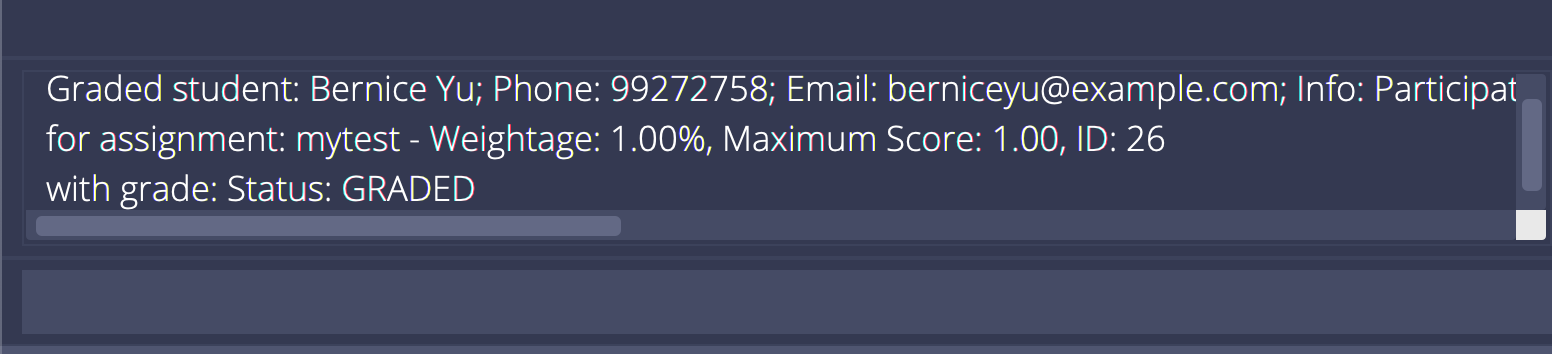 Graded student: Bernice Yu; Phone: 99272758; Email: berniceyu@example.com; Info: Participat
for assignment: mytest - Weightage: 1.00%, Maximum Score: 1.00, ID: 26
with grade: Status: GRADED